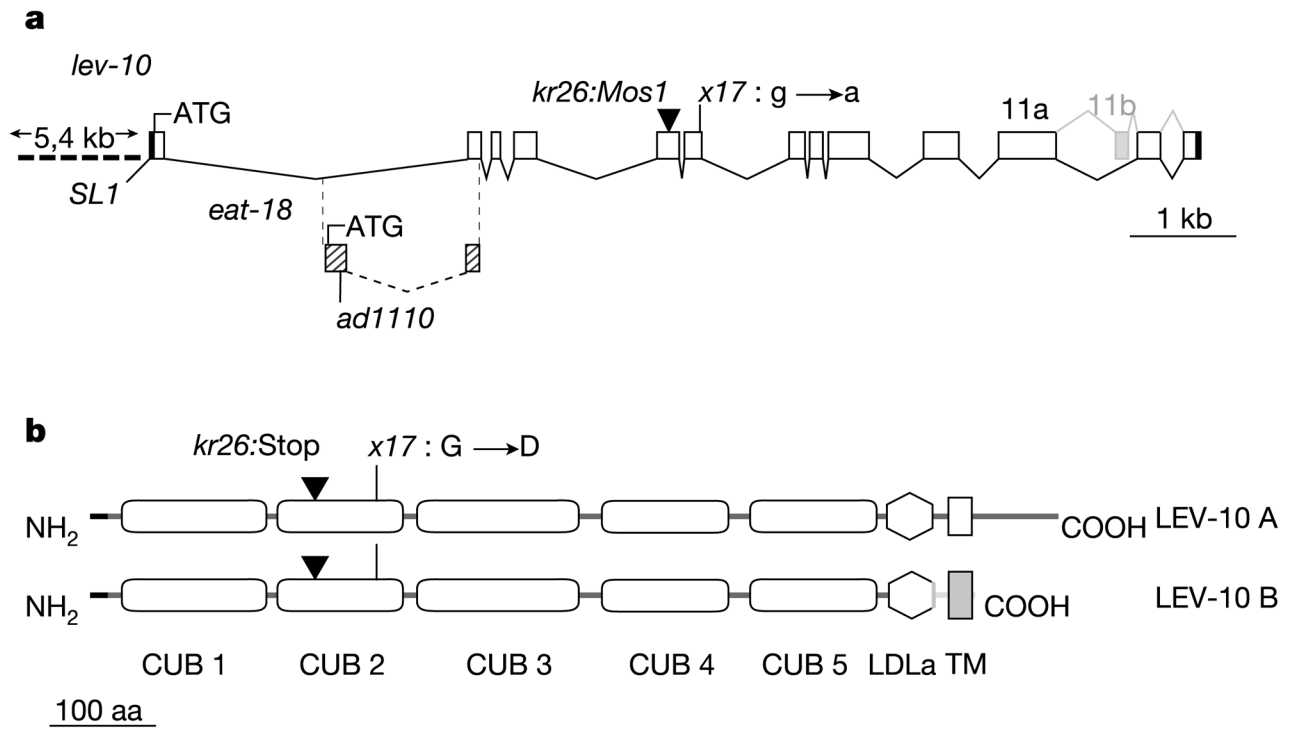 a
lev-10
kr26:Mos1 x17 : g → a
11a 11b
ATG
5,4 kb
SL1
eat-18
ATG
1 kb
ad1110
b
kr26:Stop x17 : G → D
NH2 COOH LEV-10 A
NH2 COOH LEV-10 B
CUB 1 CUB 2 CUB 3 CUB 4 CUB 5 LDLa TM
100 aa